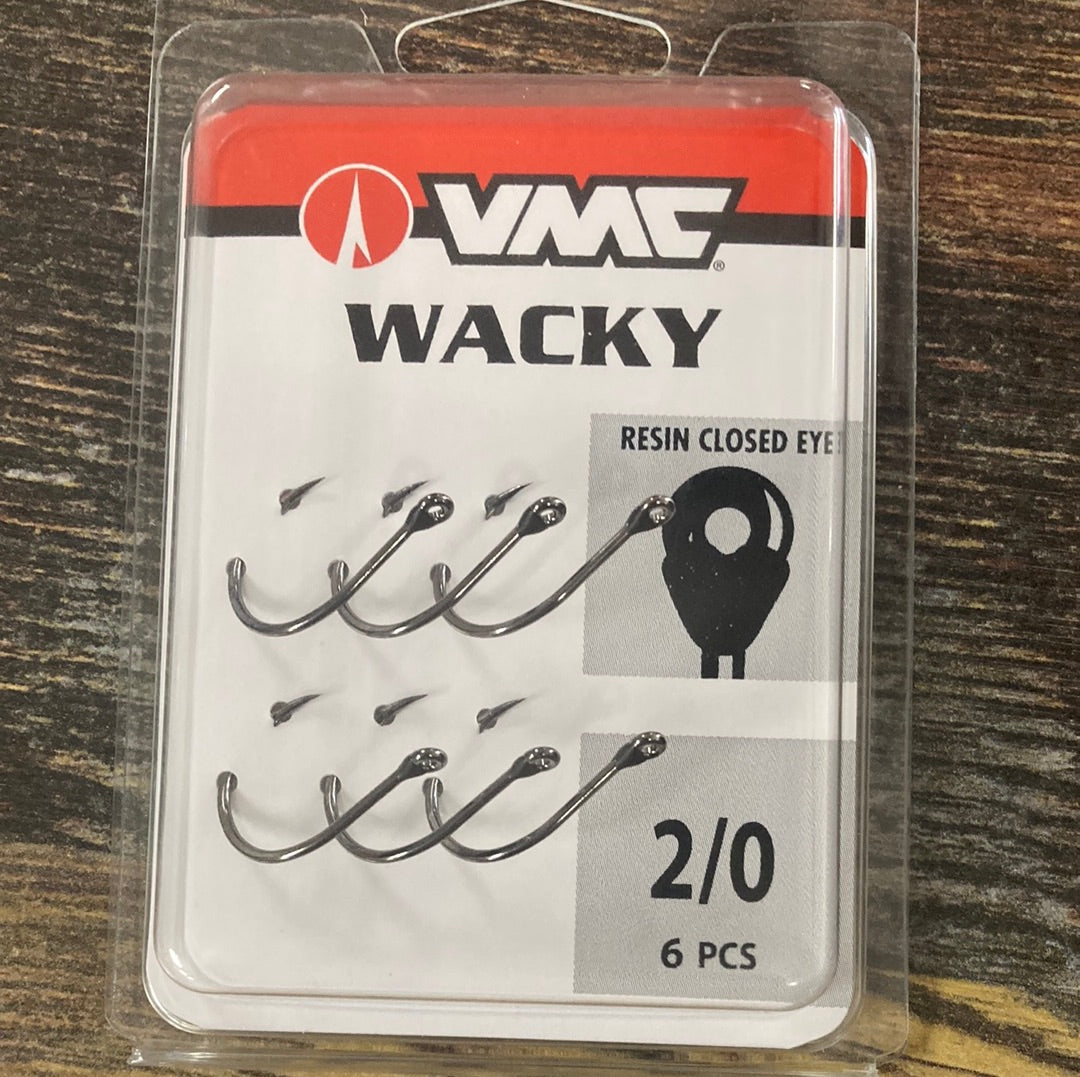 VMC®
WACKY
RESIN CLOSED EYE
2/0
6 PCS